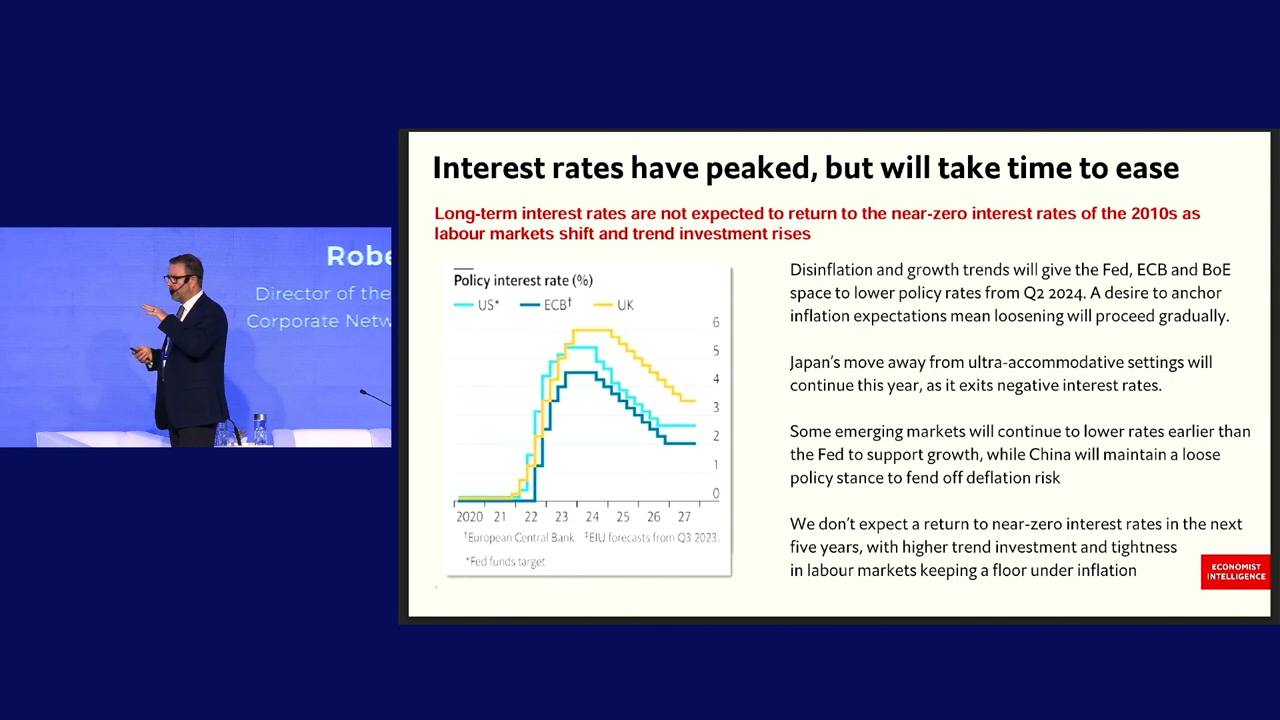 Robe
Director of the
Corporate Netw
Interest rates have peaked, but will take time to ease
Long-term interest rates are not expected to return to the near-zero interest rates of the 2010s as
labour markets shift and trend investment rises
Policy interest rate (%)
US* ECB† UK
6
5
4
3
2
1
0
2020 21 22 23 24 25 26 27
†European Central Bank ‡EIU forecasts from Q3 2023.
*Fed funds target
Disinflation and growth trends will give the Fed, ECB and BoE
space to lower policy rates from Q2 2024. A desire to anchor
inflation expectations mean loosening will proceed gradually.
Japan’s move away from ultra-accommodative settings will
continue this year, as it exits negative interest rates.
Some emerging markets will continue to lower rates earlier than
the Fed to support growth, while China will maintain a loose
policy stance to fend off deflation risk
We don’t expect a return to near-zero interest rates in the next
five years, with higher trend investment and tightness
in labour markets keeping a floor under inflation
ECONOMIST
INTELLIGENCE